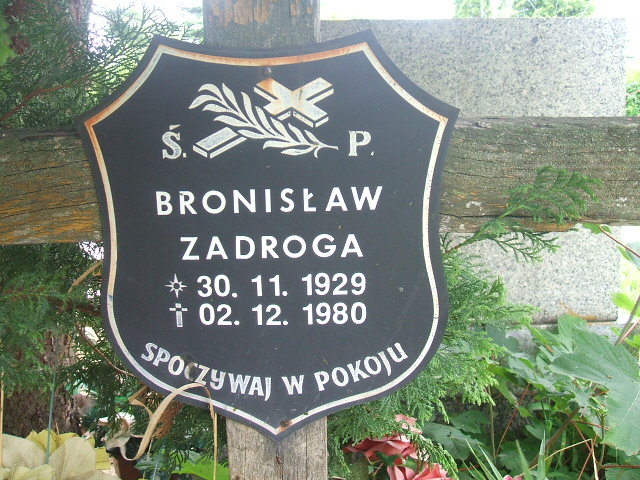 Ś. P.
BRONISŁAW
ZADROGA
30. 11. 1929
02. 12. 1980
SPOCZYWAJ W POKOJU